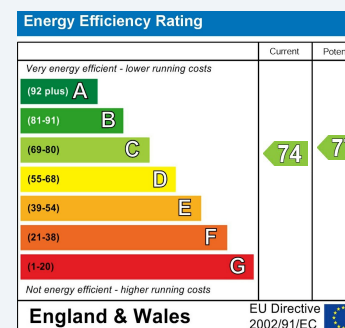 Energy Efficiency Rating
Current
Very energy efficient - lower running costs
(92 plus) A
(81-91) B
(69-80) C
74
(55-68) D
(39-54) E
(21-38) F
(1-20) G
Not energy efficient - higher running costs
England & Wales
EU Directive
2002/91/EC